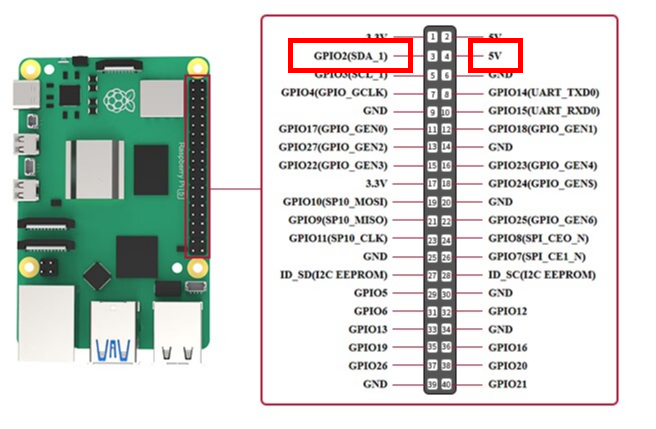 3.3V 1 2 5V
GPIO2(SDA_1) 3 4 5V
GPIO3(SCL_1) 5 6 GND
GPIO4(GPIO_GCLK) 7 8 GPIO14(UART_TXD0)
GND 9 10 GPIO15(UART_RXD0)
GPIO17(GPIO_GEN0) 11 12 GPIO18(GPIO_GEN1)
GPIO27(GPIO_GEN2) 13 14 GND
GPIO22(GPIO_GEN3) 15 16 GPIO23(GPIO_GEN4)
3.3V 17 18 GPIO24(GPIO_GEN$)
GPIO10(SP10_MOSI) 19 20 GND
GPIO9(SP10_MISO) 21 22 GPIO25(GPIO_GEN6)
GPIO11(SP10_CLK) 23 24 GPIO8(SPI_CEO_N)
GND 25 26 GPIO7(SPI_CE1_N)
ID_SD(I2C EEPROM) 27 28 ID_SC(I2C EEPROM)
GPIO5 29 30 GND
GPIO6 31 32 GPIO12
GPIO13 33 34 GND
GPIO19 35 36 GPIO16
GPIO26 37 38 GPIO20
GND 39 40 GPIO21
Raspberry Pi